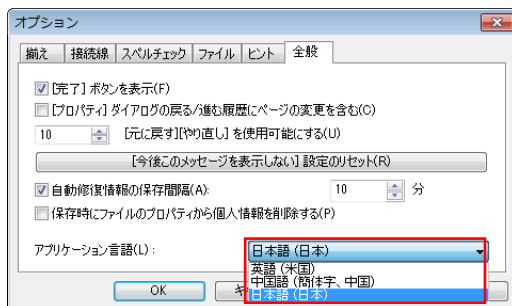 オプション
揃え 接続線 スペルチェック ファイル ヒント 全般
[完了] ボタンを表示(F)
[プロパティ] ダイアログの戻る/進む履歴にページの変更を含む(C)
10 [元に戻す][やり直し] を使用可能にする(U)
[今後このメッセージを表示しない] 設定のリセット(R)
自動修復情報の保存間隔(A): 10 分
保存時にファイルのプロパティから個人情報を削除する(P)
アプリケーション言語(L) : 日本語 (日本)
英語 (米国)
中国語 (簡体字、中国)
日本語 (日本)
OK キ